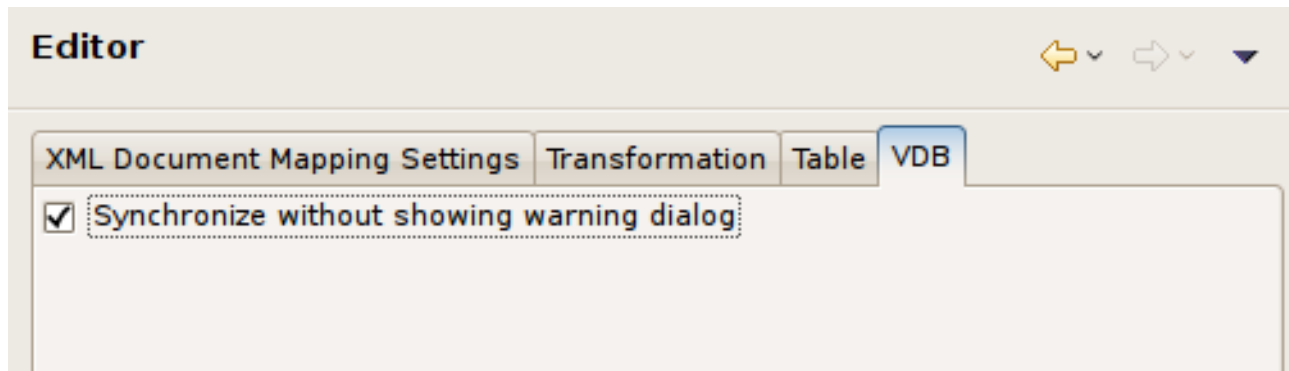 Editor
XML Document Mapping Settings Transformation Table VDB
Synchronize without showing warning dialog